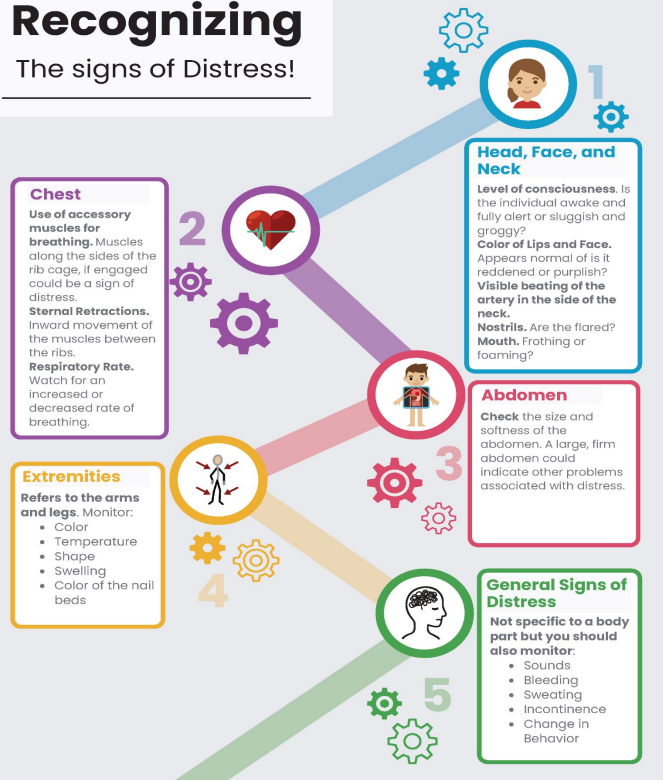 Recognizing
The signs of Distress!
1
Head, Face, and
Neck
Level of consciousness. Is
the individual awake and
fully alert or sluggish and
groggy?
Color of Lips and Face.
Appears normal of is it
reddened or purplish?
Visible beating of the
artery in the side of the
neck.
Nostrils. Are the flared?
Mouth. Frothing or
foaming?
2
Chest
Use of accessory
muscles for
breathing. Muscles
along the sides of the
rib cage, if engaged
could be a sign of
distress.
Sternal Retractions.
Inward movement of
the muscles between
the ribs.
Respiratory Rate.
Watch for an
increased or
decreased rate of
breathing.
3
Abdomen
Check the size and
softness of the
abdomen. A large, firm
abdomen could
indicate other problems
associated with distress.
4
Extremities
Refers to the arms
and legs. Monitor:
• Color
• Temperature
• Shape
• Swelling
• Color of the nail
beds
5
General Signs of
Distress
Not specific to a body
part but you should
also monitor:
• Sounds
• Bleeding
• Sweating
• Incontinence
• Change in
Behavior